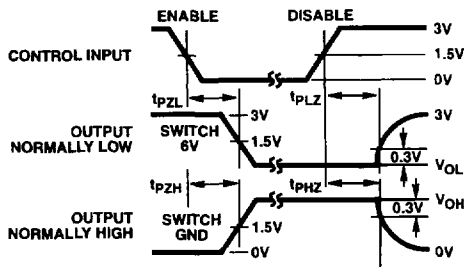 ENABLE DISABLE
CONTROL INPUT
3V
1.5V
0V
tPZL tPLZ
OUTPUT
NORMALLY LOW
SWITCH
6V
3V
1.5V
3V
0.3V
VOL
tPZH tPHZ
OUTPUT
NORMALLY HIGH
SWITCH
GND
1.5V
0V
VOH
0.3V
0V